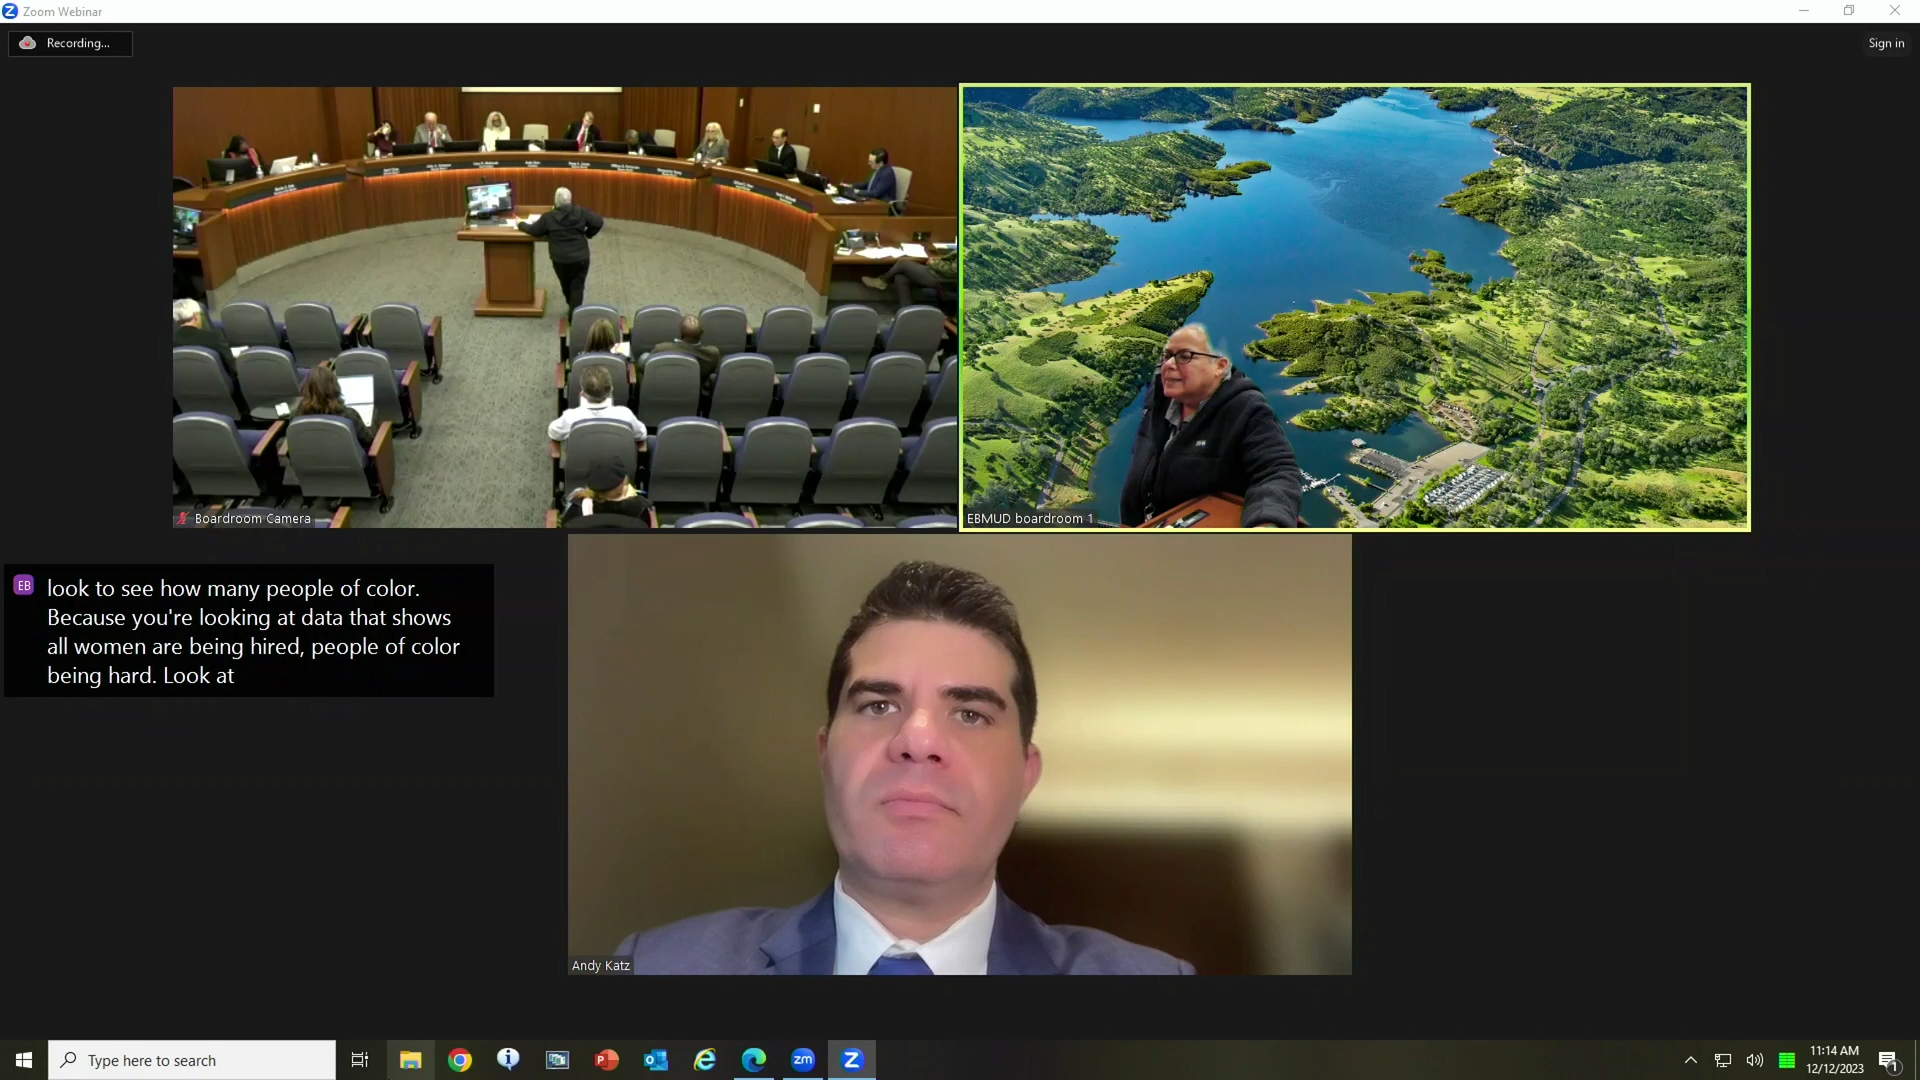 Zoom Webinar
Recording...
Sign in
Boardroom Camera
EBMUD boardroom 1
EB
look to see how many people of color.
Because you're looking at data that shows
all women are being hired, people of color
being hard. Look at
Andy Katz
Type here to search
zm
11:14 AM
12/12/2023
1